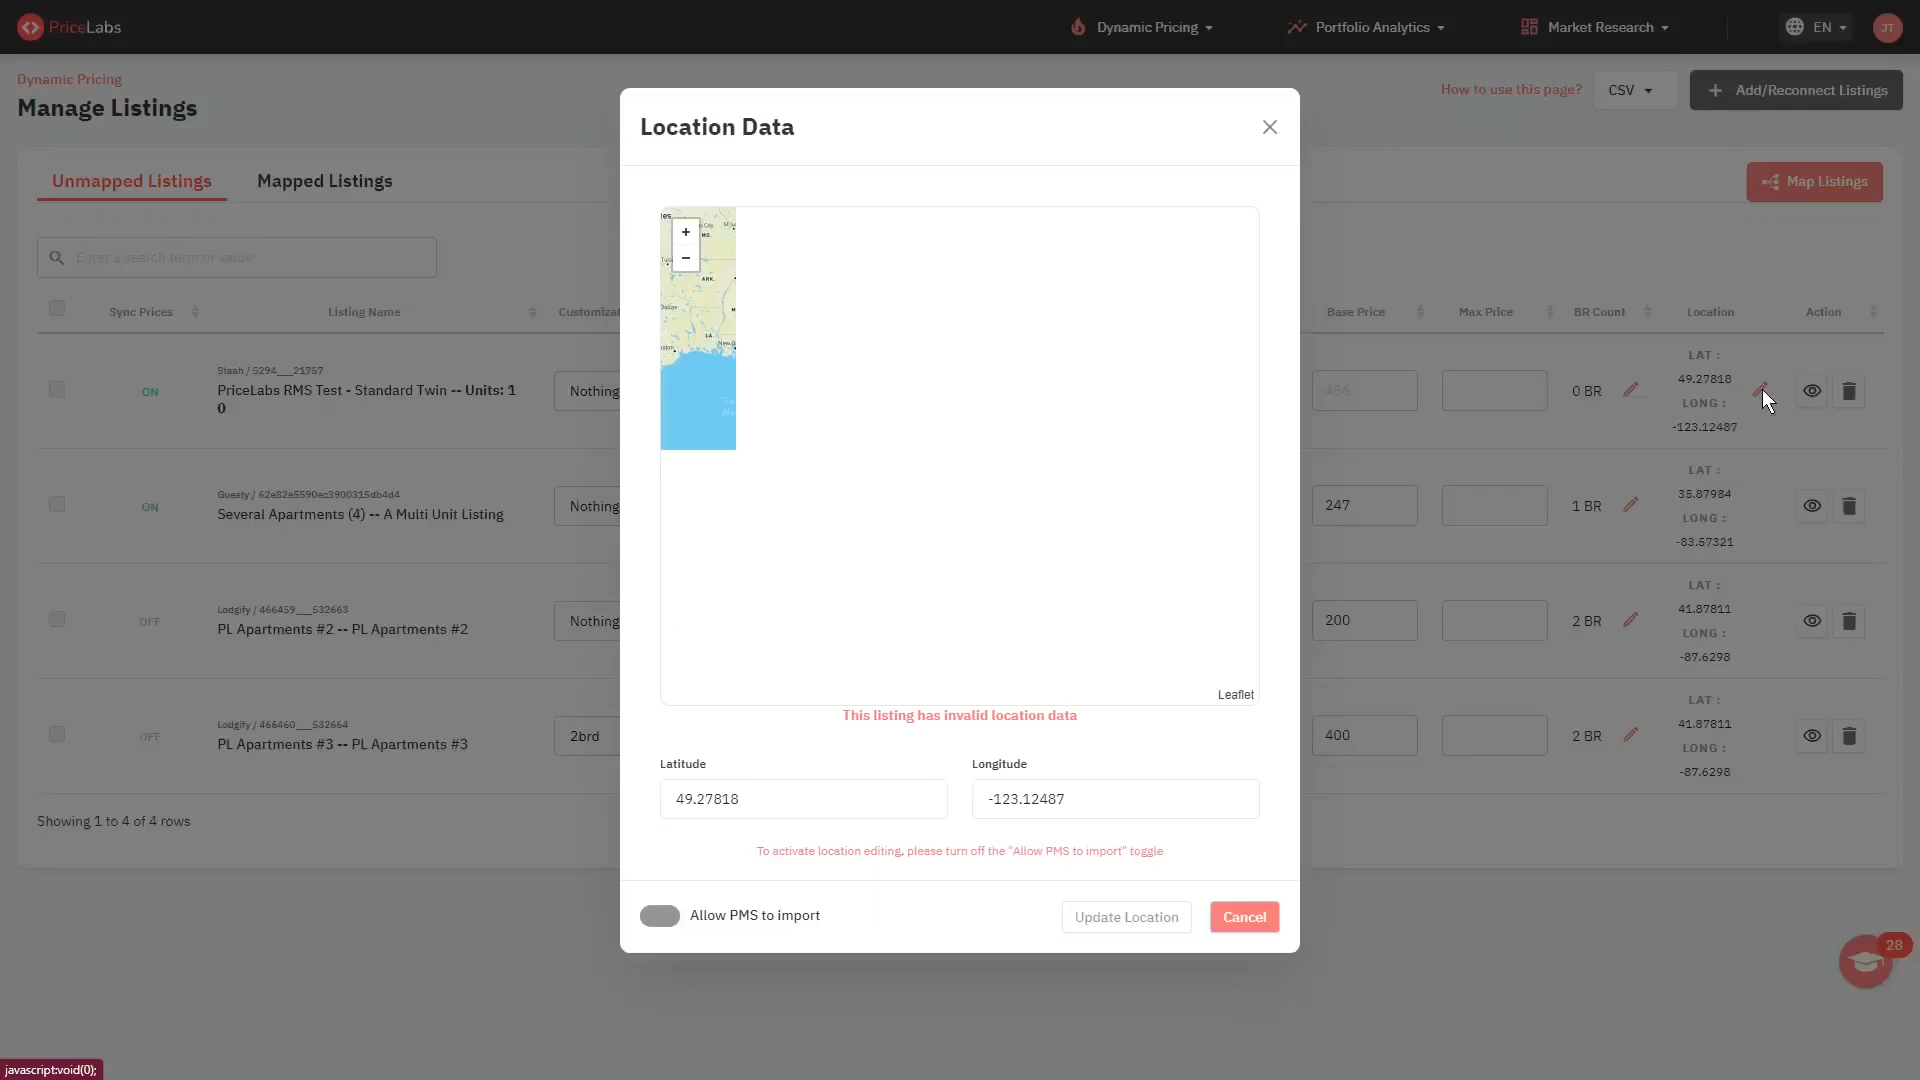 PriceLabs
Dynamic Pricing
Portfolio Analytics
Market Research
EN
JT
Dynamic Pricing
Manage Listings
How to use this page?
CSV
Add/Reconnect Listings
Unmapped Listings
Mapped Listings
Map Listings
Enter a search term or value
Sync Prices
Listing Name
Customizat
Base Price
Max Price
BR Count
Location
Action
ON
Staah / 5294___21757
PriceLabs RMS Test - Standard Twin -- Units: 1
0
Nothing
466
0 BR
LAT :
49.27818
LONG :
-123.12487
ON
Guesty / 62e82e5590ec3900315db4d4
Several Apartments (4) -- A Multi Unit Listing
Nothing
247
1 BR
LAT :
35.87984
LONG :
-83.57321
OFF
Lodgify / 466459___532663
PL Apartments #2 -- PL Apartments #2
Nothing
200
2 BR
LAT :
41.87811
LONG :
-87.6298
OFF
Lodgify / 466460___532664
PL Apartments #3 -- PL Apartments #3
2brd
400
2 BR
LAT :
41.87811
LONG :
-87.6298
Showing 1 to 4 of 4 rows
Location Data
+
−
MO.
ARK.
Dallas
LA.
Leaflet
This listing has invalid location data
Latitude
Longitude
49.27818
-123.12487
To activate location editing, please turn off the "Allow PMS to import" toggle
Allow PMS to import
Update Location
Cancel
28
javascript:void(0);